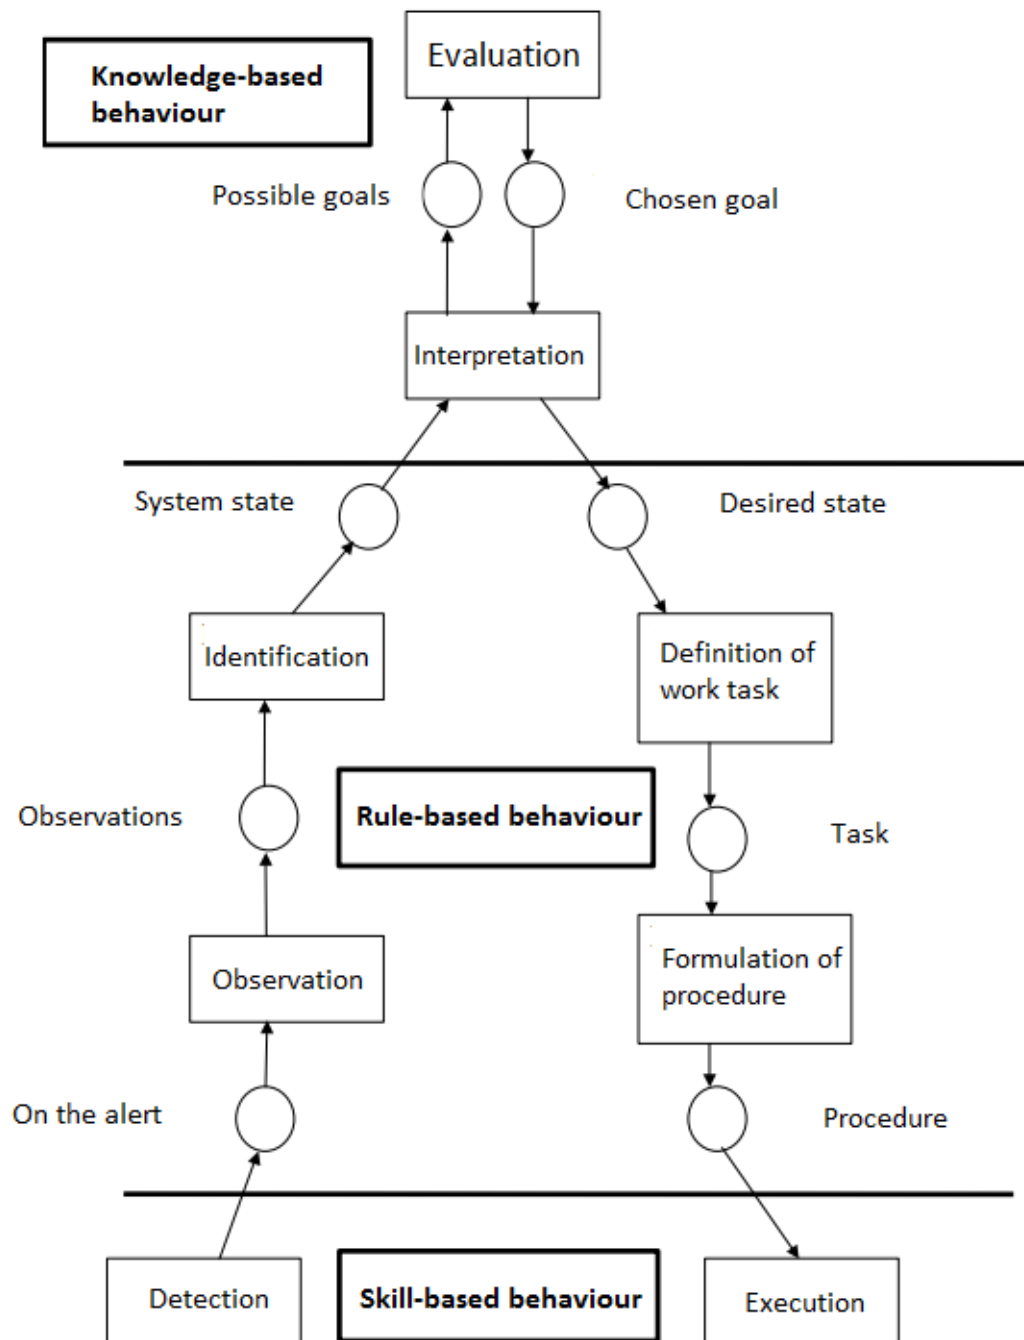 Evaluation
Knowledge-based
behaviour
Possible goals
Chosen goal
Interpretation
System state
Desired state
Identification
Definition of
work task
Observations
Rule-based behaviour
Task
Observation
Formulation of
procedure
On the alert
Procedure
Detection
Skill-based behaviour
Execution